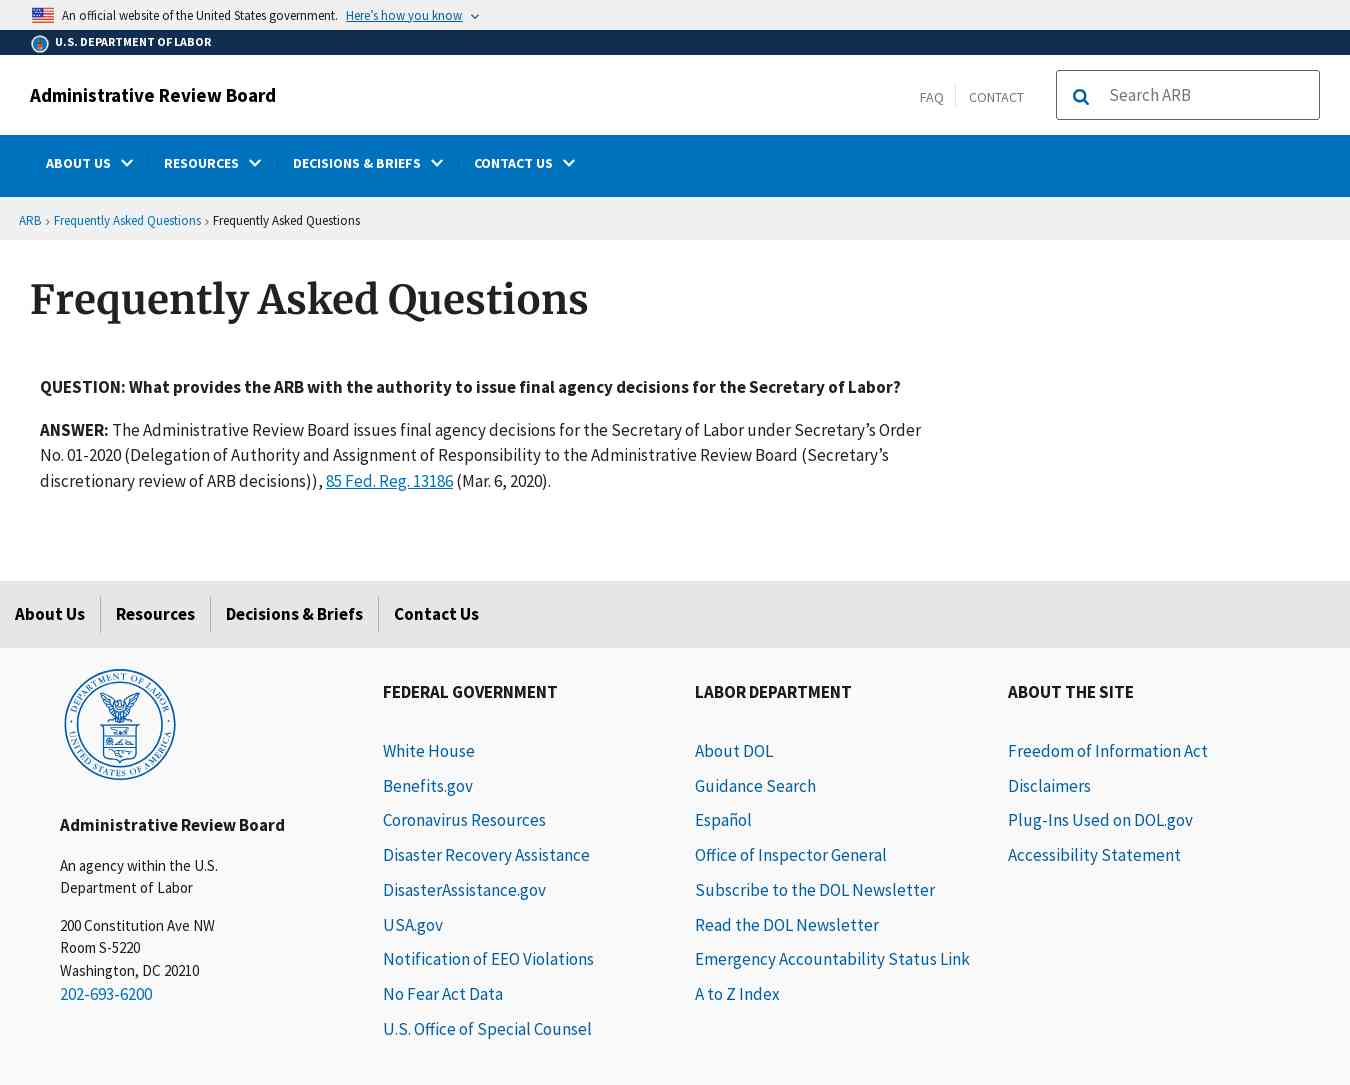 An official website of the United States government. Here's how you know
U.S. DEPARTMENT OF LABOR
Administrative Review Board
FAQ
CONTACT
Search ARB
ABOUT US
RESOURCES
DECISIONS & BRIEFS
CONTACT US
ARB › Frequently Asked Questions › Frequently Asked Questions
Frequently Asked Questions
QUESTION: What provides the ARB with the authority to issue final agency decisions for the Secretary of Labor?
ANSWER: The Administrative Review Board issues final agency decisions for the Secretary of Labor under Secretary’s Order
No. 01-2020 (Delegation of Authority and Assignment of Responsibility to the Administrative Review Board (Secretary’s
discretionary review of ARB decisions)), 85 Fed. Reg. 13186 (Mar. 6, 2020).
About Us
Resources
Decisions & Briefs
Contact Us
DEPARTMENT OF LABOR
UNITED STATES OF AMERICA
Administrative Review Board
An agency within the U.S.
Department of Labor
200 Constitution Ave NW
Room S-5220
Washington, DC 20210
202-693-6200
FEDERAL GOVERNMENT
White House
Benefits.gov
Coronavirus Resources
Disaster Recovery Assistance
DisasterAssistance.gov
USA.gov
Notification of EEO Violations
No Fear Act Data
U.S. Office of Special Counsel
LABOR DEPARTMENT
About DOL
Guidance Search
Español
Office of Inspector General
Subscribe to the DOL Newsletter
Read the DOL Newsletter
Emergency Accountability Status Link
A to Z Index
ABOUT THE SITE
Freedom of Information Act
Disclaimers
Plug-Ins Used on DOL.gov
Accessibility Statement